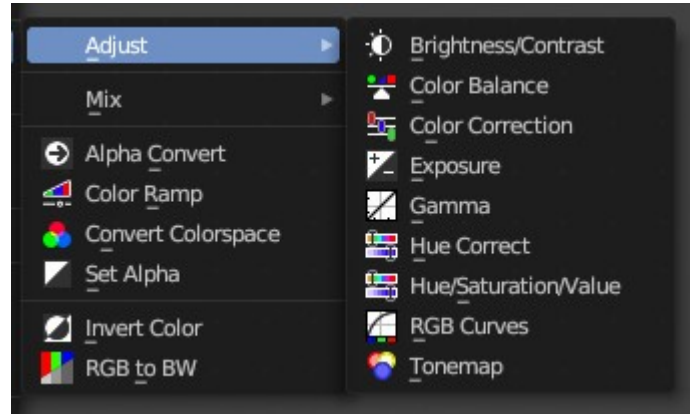 Adjust
Mix
Alpha Convert
Color Ramp
Convert Colorspace
Set Alpha
Invert Color
RGB to BW
Brightness/Contrast
Color Balance
Color Correction
Exposure
Gamma
Hue Correct
Hue/Saturation/Value
RGB Curves
Tonemap